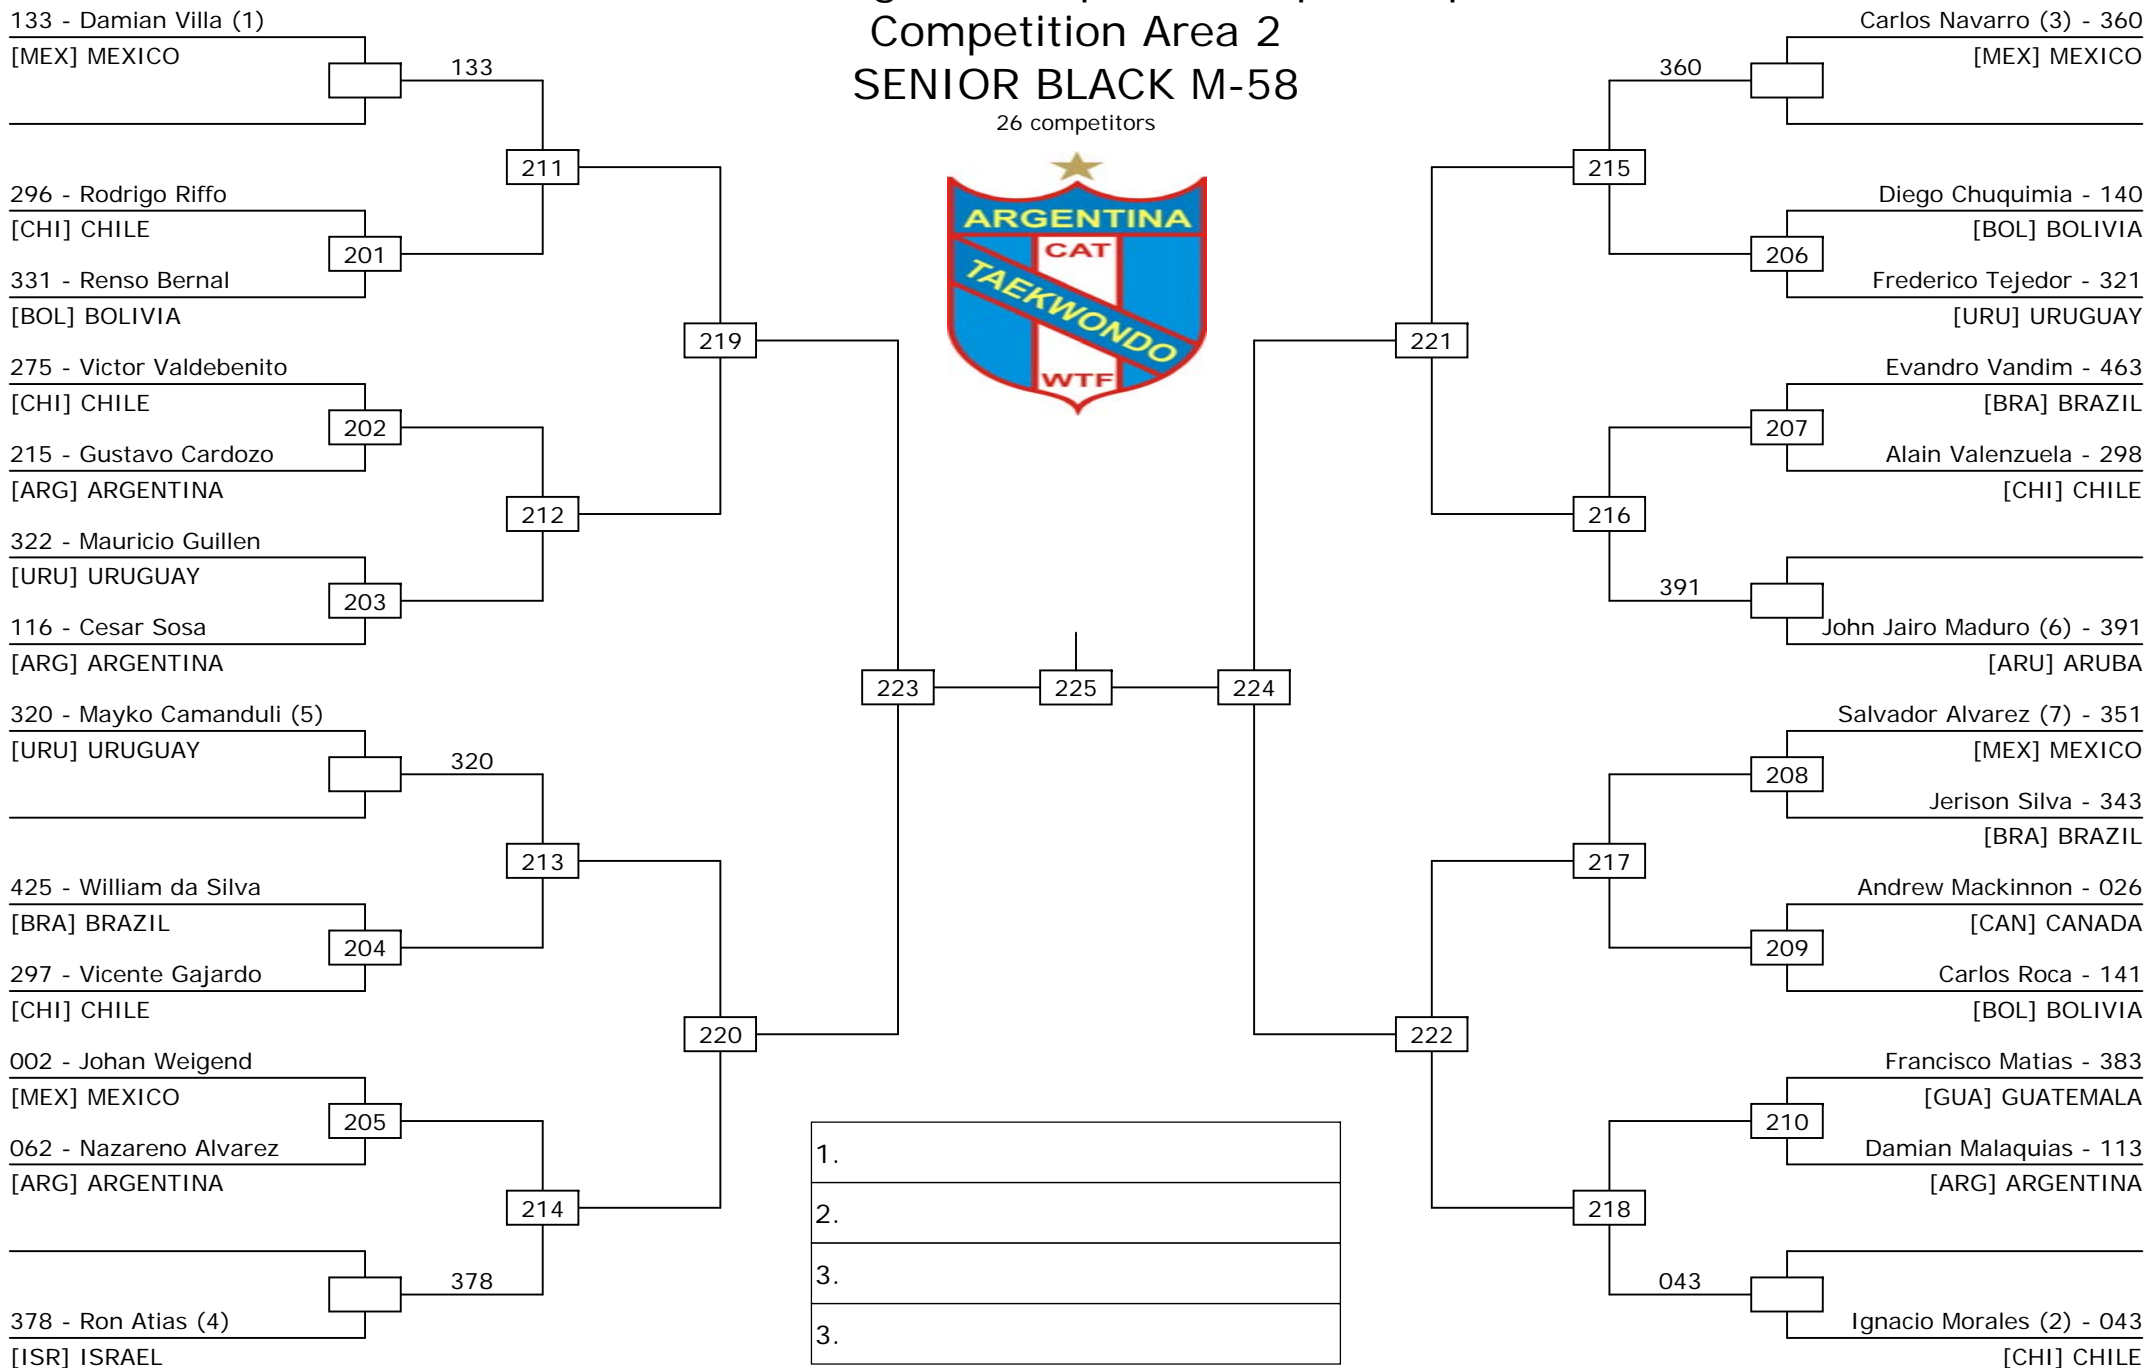 Competition Area 2
SENIOR BLACK M-58
26 competitors
ARGENTINA
CAT
TAEKWONDO
WTF
133 - Damian Villa (1)
[MEX] MEXICO
133
211
296 - Rodrigo Riffo
[CHI] CHILE
201
331 - Renso Bernal
[BOL] BOLIVIA
219
275 - Victor Valdebenito
[CHI] CHILE
202
215 - Gustavo Cardozo
[ARG] ARGENTINA
212
322 - Mauricio Guillen
[URU] URUGUAY
203
116 - Cesar Sosa
[ARG] ARGENTINA
223
320 - Mayko Camanduli (5)
[URU] URUGUAY
320
213
425 - William da Silva
[BRA] BRAZIL
204
297 - Vicente Gajardo
[CHI] CHILE
220
002 - Johan Weigend
[MEX] MEXICO
205
062 - Nazareno Alvarez
[ARG] ARGENTINA
214
378
378 - Ron Atias (4)
[ISR] ISRAEL
225
Carlos Navarro (3) - 360
[MEX] MEXICO
360
215
Diego Chuquimia - 140
[BOL] BOLIVIA
206
Frederico Tejedor - 321
[URU] URUGUAY
221
Evandro Vandim - 463
[BRA] BRAZIL
207
Alain Valenzuela - 298
[CHI] CHILE
216
391
John Jairo Maduro (6) - 391
[ARU] ARUBA
224
Salvador Alvarez (7) - 351
[MEX] MEXICO
208
Jerison Silva - 343
[BRA] BRAZIL
217
Andrew Mackinnon - 026
[CAN] CANADA
209
Carlos Roca - 141
[BOL] BOLIVIA
222
Francisco Matias - 383
[GUA] GUATEMALA
210
Damian Malaquias - 113
[ARG] ARGENTINA
218
043
Ignacio Morales (2) - 043
[CHI] CHILE
1.
2.
3.
3.